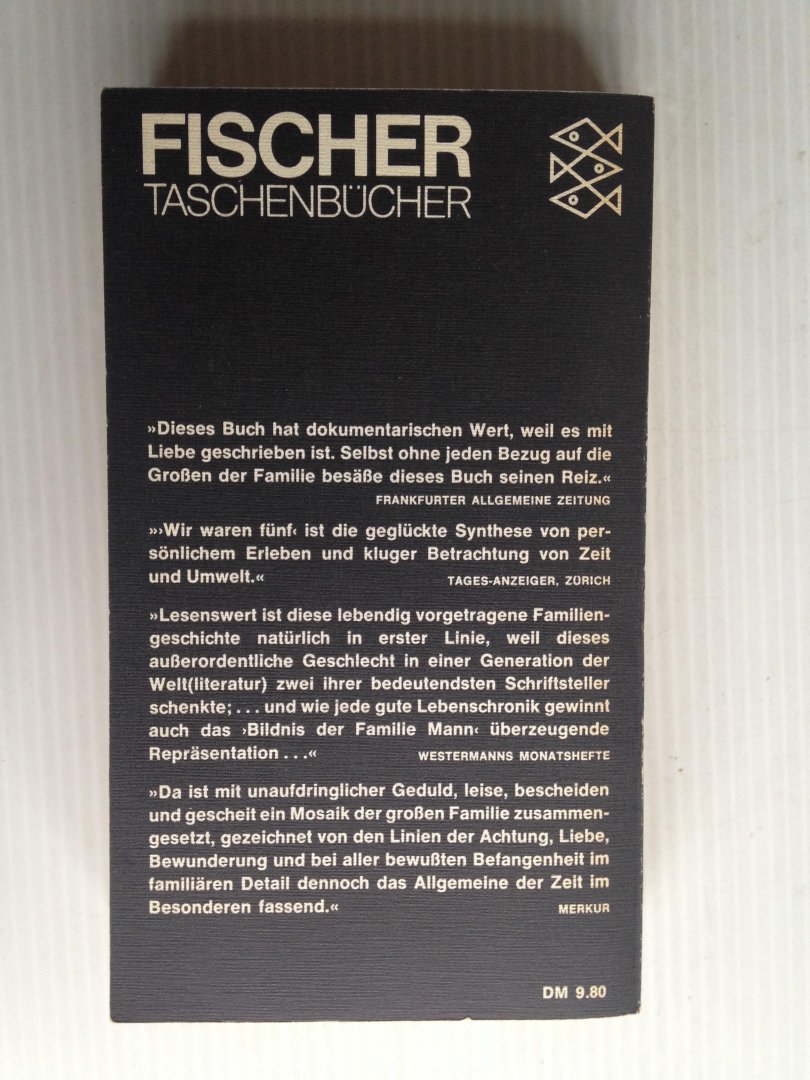 FISCHER
TASCHENBÜCHER
»Dieses Buch hat dokumentarischen Wert, weil es mit
Liebe geschrieben ist. Selbst ohne jeden Bezug auf die
Großen der Familie besäße dieses Buch seinen Reiz.«
FRANKFURTER ALLGEMEINE ZEITUNG
»›Wir waren fünf‹ ist die geglückte Synthese von per-
sönlichem Erleben und kluger Betrachtung von Zeit
und Umwelt.« TAGES-ANZEIGER, ZÜRICH
»Lesenswert ist diese lebendig vorgetragene Familien-
geschichte natürlich in erster Linie, weil dieses
außerordentliche Geschlecht in einer Generation der
Welt(literatur) zwei ihrer bedeutendsten Schriftsteller
schenkte; . . . und wie jede gute Lebenschronik gewinnt
auch das ›Bildnis der Familie Mann‹ überzeugende
Repräsentation . . .« WESTERMANNS MONATSHEFTE
»Da ist mit unaufdringlicher Geduld, leise, bescheiden
und gescheit ein Mosaik der großen Familie zusammen-
gesetzt, gezeichnet von den Linien der Achtung, Liebe,
Bewunderung und bei aller bewußten Befangenheit im
familiären Detail dennoch das Allgemeine der Zeit im
Besonderen fassend.« MERKUR
DM 9.80